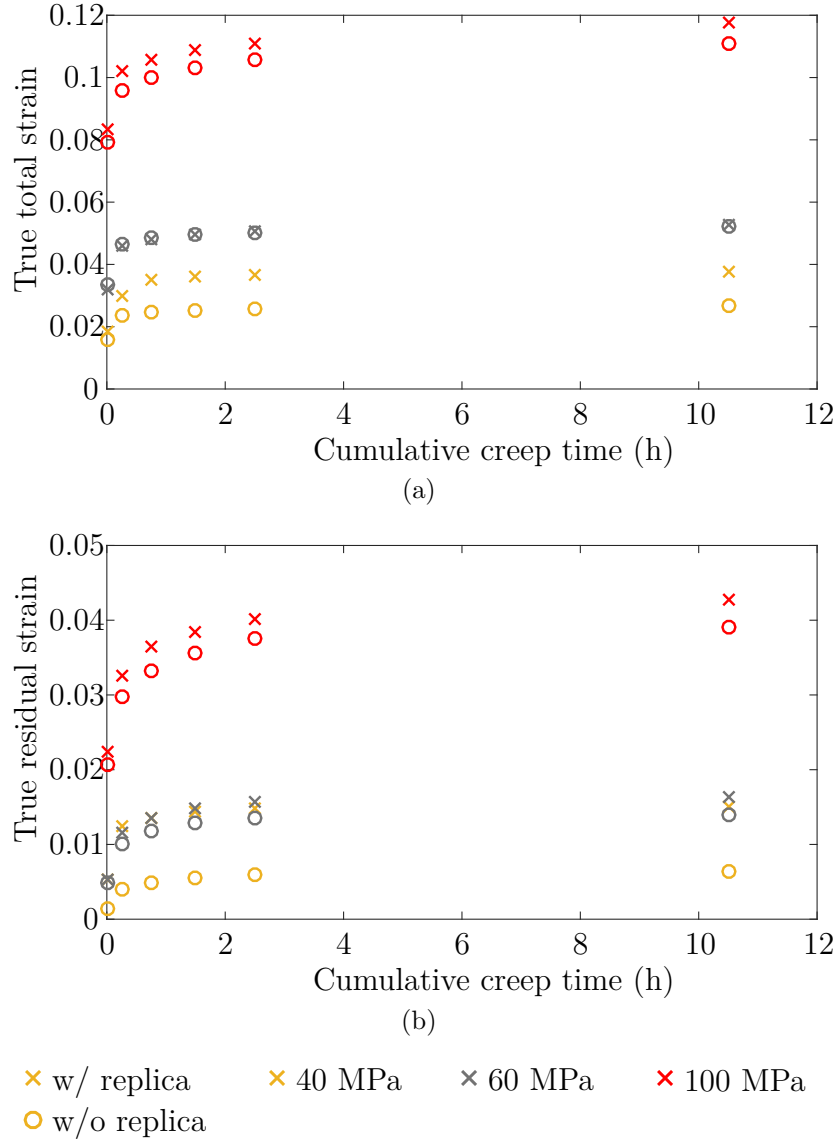 0.12
0.1
0.08
0.06
0.04
0.02
0
True total strain
0 2 4 6 8 10 12
Cumulative creep time (h)
(a)
0.05
0.04
0.03
0.02
0.01
0
True residual strain
0 2 4 6 8 10 12
Cumulative creep time (h)
(b)
w/ replica 40 MPa 60 MPa 100 MPa
w/o replica